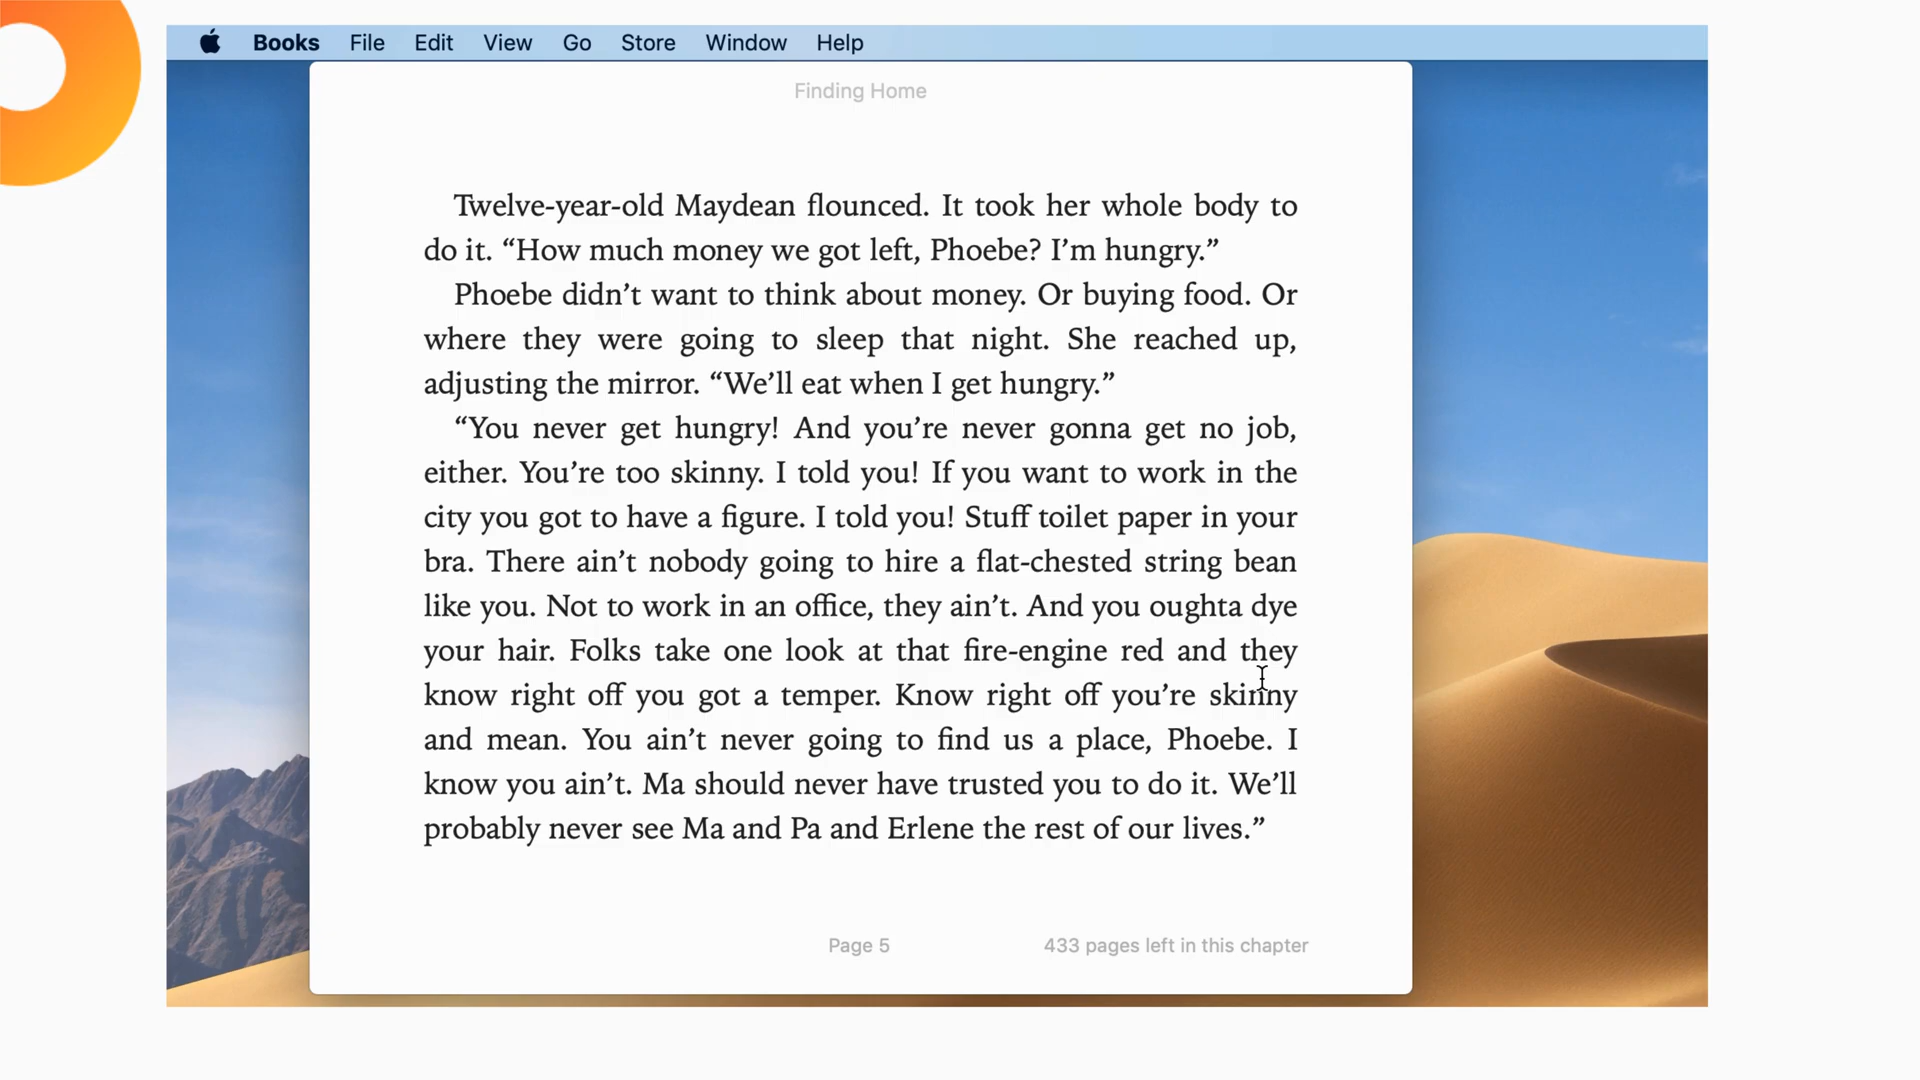 Books File Edit View Go Store Window Help
Finding Home
Twelve-year-old Maydean flounced. It took her whole body to
do it. “How much money we got left, Phoebe? I’m hungry.”
Phoebe didn’t want to think about money. Or buying food. Or
where they were going to sleep that night. She reached up,
adjusting the mirror. “We’ll eat when I get hungry.”
“You never get hungry! And you’re never gonna get no job,
either. You’re too skinny. I told you! If you want to work in the
city you got to have a figure. I told you! Stuff toilet paper in your
bra. There ain’t nobody going to hire a flat-chested string bean
like you. Not to work in an office, they ain’t. And you oughta dye
your hair. Folks take one look at that fire-engine red and they
know right off you got a temper. Know right off you’re skinny
and mean. You ain’t never going to find us a place, Phoebe. I
know you ain’t. Ma should never have trusted you to do it. We’ll
probably never see Ma and Pa and Erlene the rest of our lives.”
Page 5 433 pages left in this chapter